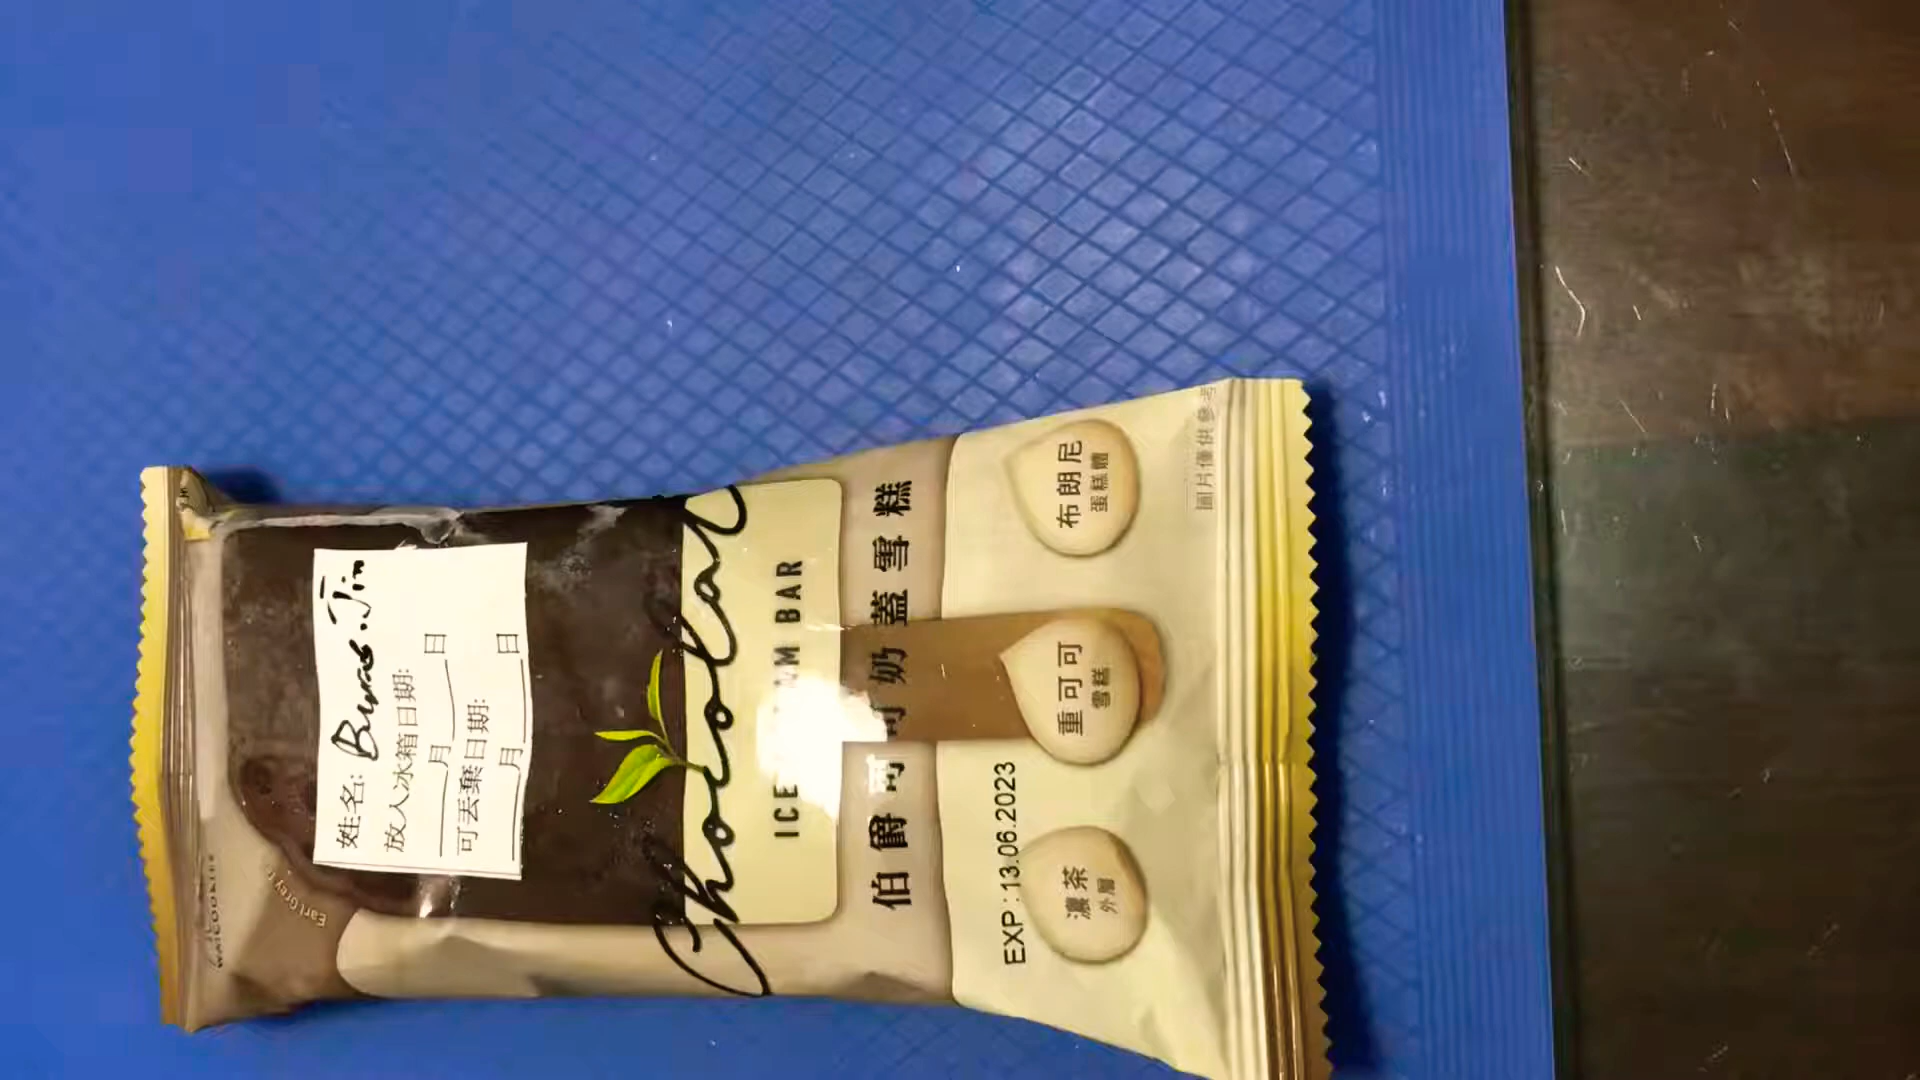 姓名:
放入冰箱日期:
月 日
可丟棄日期:
月 日
Earl Grey
Chocolat
ICE BAR
伯爵可可奶蓋雪糕
EXP : 13.06.2023
濃茶
外層
重可可
雪糕
布朗尼
蛋糕體
圖片僅供參考